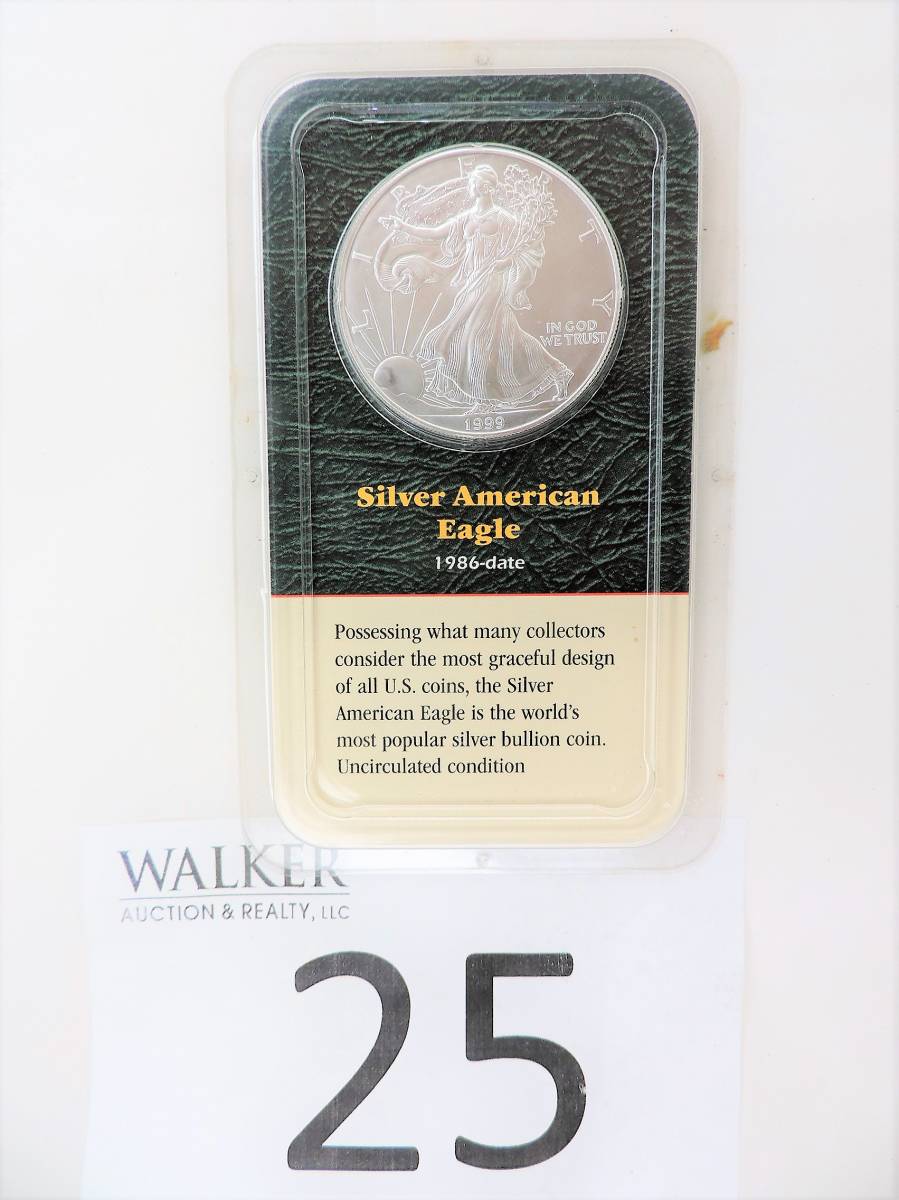 LIBERTY
IN GOD
WE TRUST
1999
Silver American
Eagle
1986-date
Possessing what many collectors
consider the most graceful design
of all U.S. coins, the Silver
American Eagle is the world's
most popular silver bullion coin.
Uncirculated condition
WALKER
AUCTION & REALTY, LLC
25